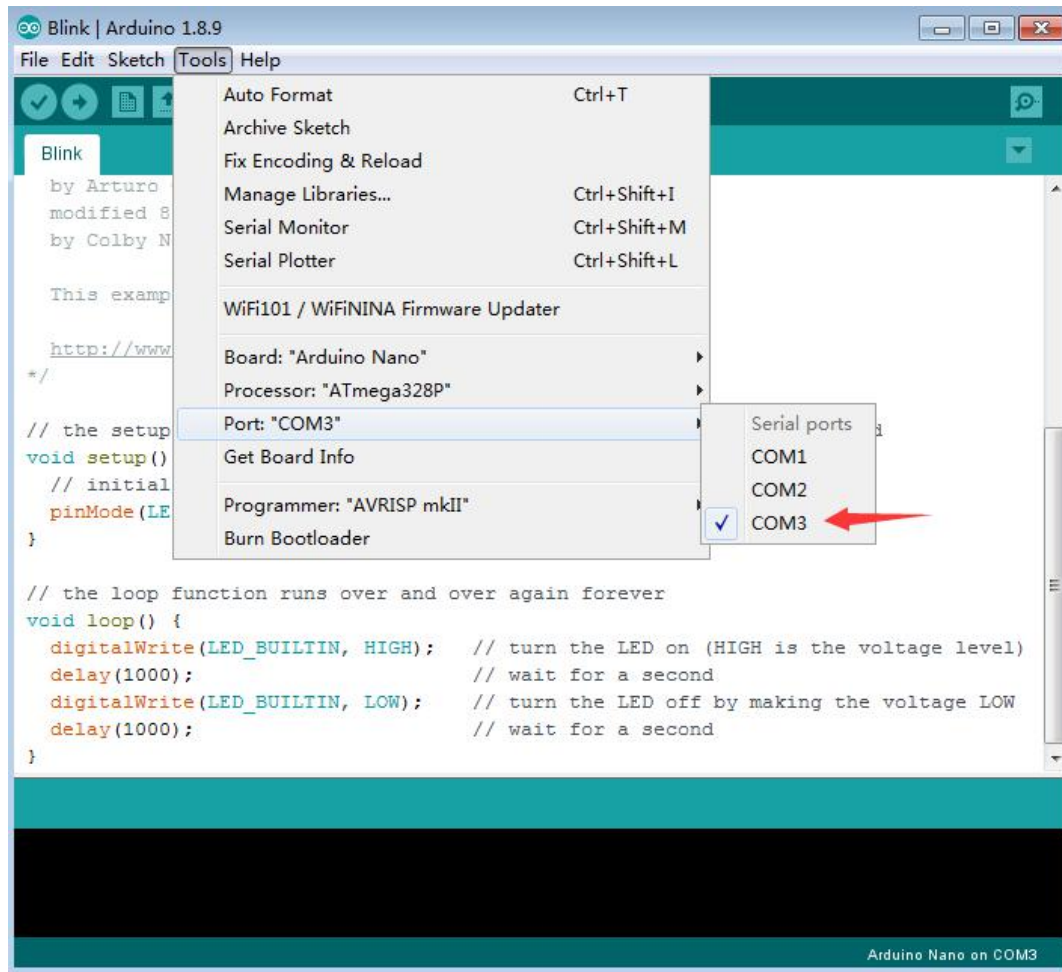 Blink | Arduino 1.8.9
File Edit Sketch Tools Help
Auto Format Ctrl+T
Archive Sketch
Fix Encoding & Reload
Manage Libraries... Ctrl+Shift+I
Serial Monitor Ctrl+Shift+M
Serial Plotter Ctrl+Shift+L
WiFi101 / WiFiNINA Firmware Updater
Board: "Arduino Nano"
Processor: "ATmega328P"
Port: "COM3"
Get Board Info
Programmer: "AVRISP mkII"
Burn Bootloader
Serial ports
COM1
COM2
COM3
Blink
by Arturo
modified 8
by Colby N
This examp
http://www
*/
// the setup
void setup()
// initial
pinMode(LE
}
// the loop function runs over and over again forever
void loop() {
digitalWrite(LED_BUILTIN, HIGH); // turn the LED on (HIGH is the voltage level)
delay(1000); // wait for a second
digitalWrite(LED_BUILTIN, LOW); // turn the LED off by making the voltage LOW
delay(1000); // wait for a second
}
Arduino Nano on COM3